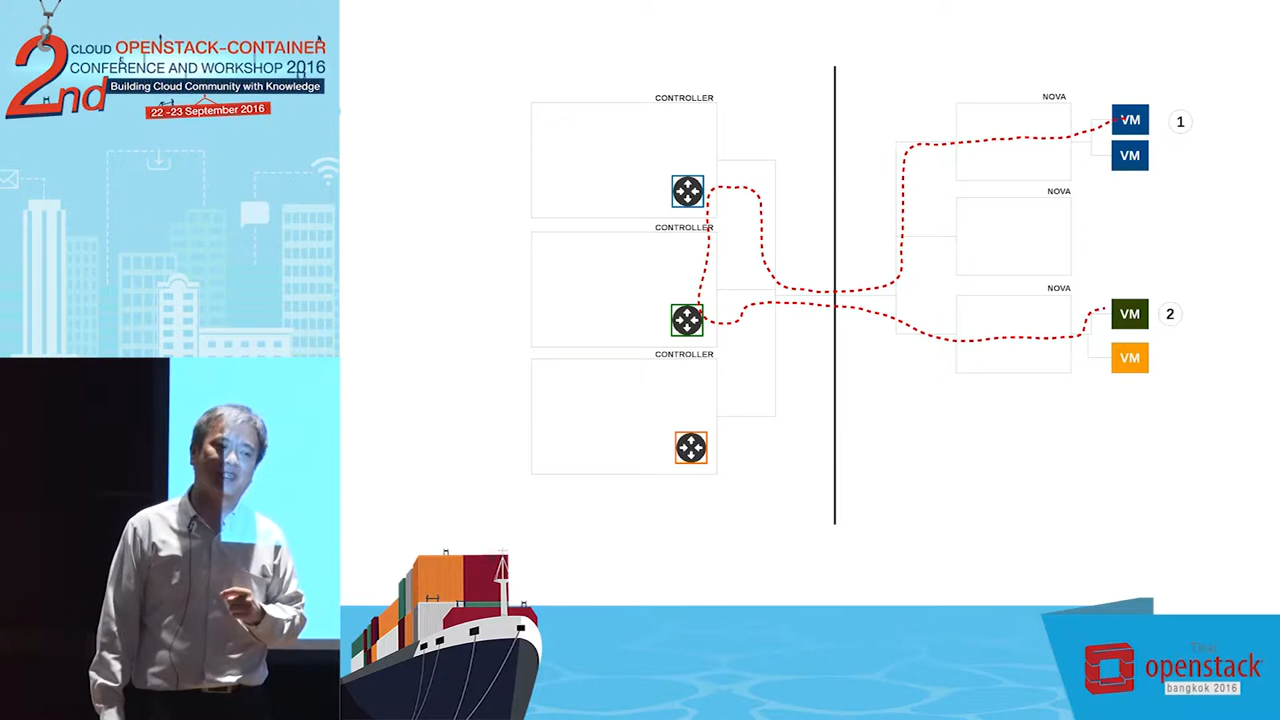 2nd
CLOUD OPENSTACK-CONTAINER
CONFERENCE AND WORKSHOP 2016
Building Cloud Community with Knowledge
22 -23 September 2016
CONTROLLER
CONTROLLER
CONTROLLER
NOVA
VM
1
VM
NOVA
NOVA
VM
2
VM
THAI
openstack
bangkok 2016